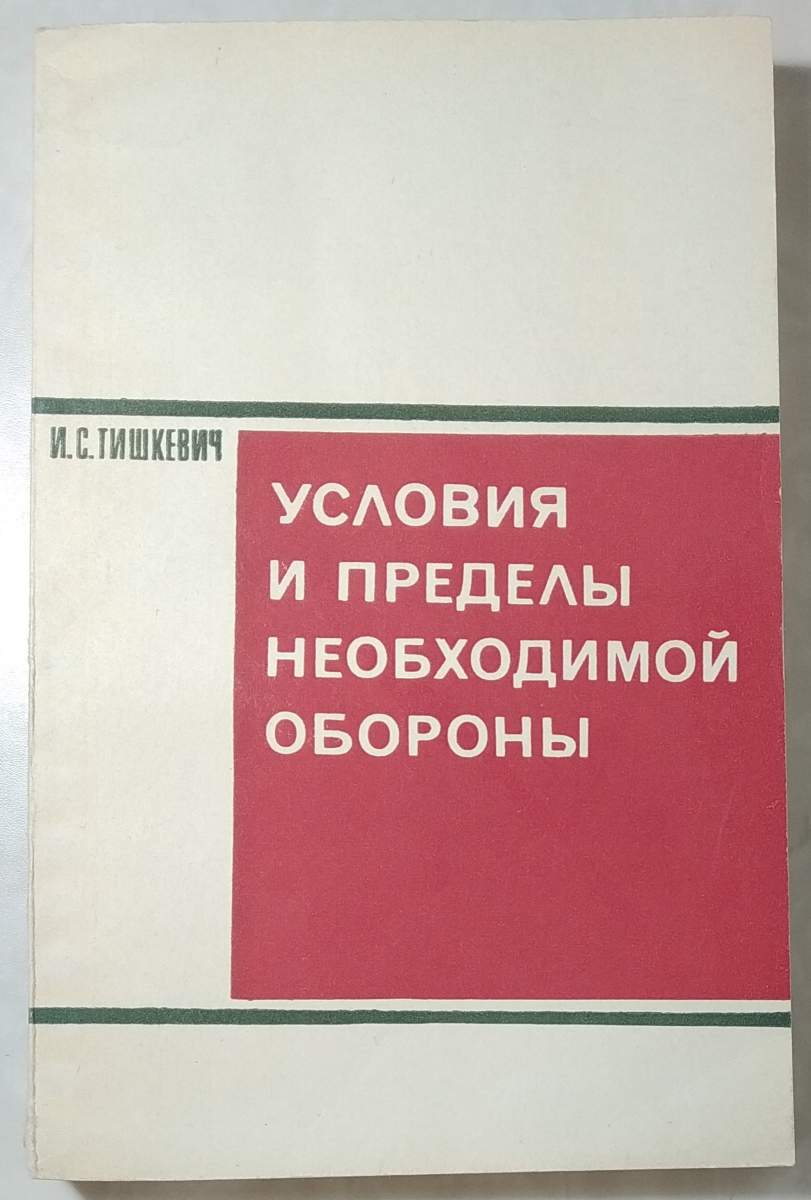 И.С.ТИШКЕВИЧ
УСЛОВИЯ
И ПРЕДЕЛЫ
НЕОБХОДИМОЙ
ОБОРОНЫ